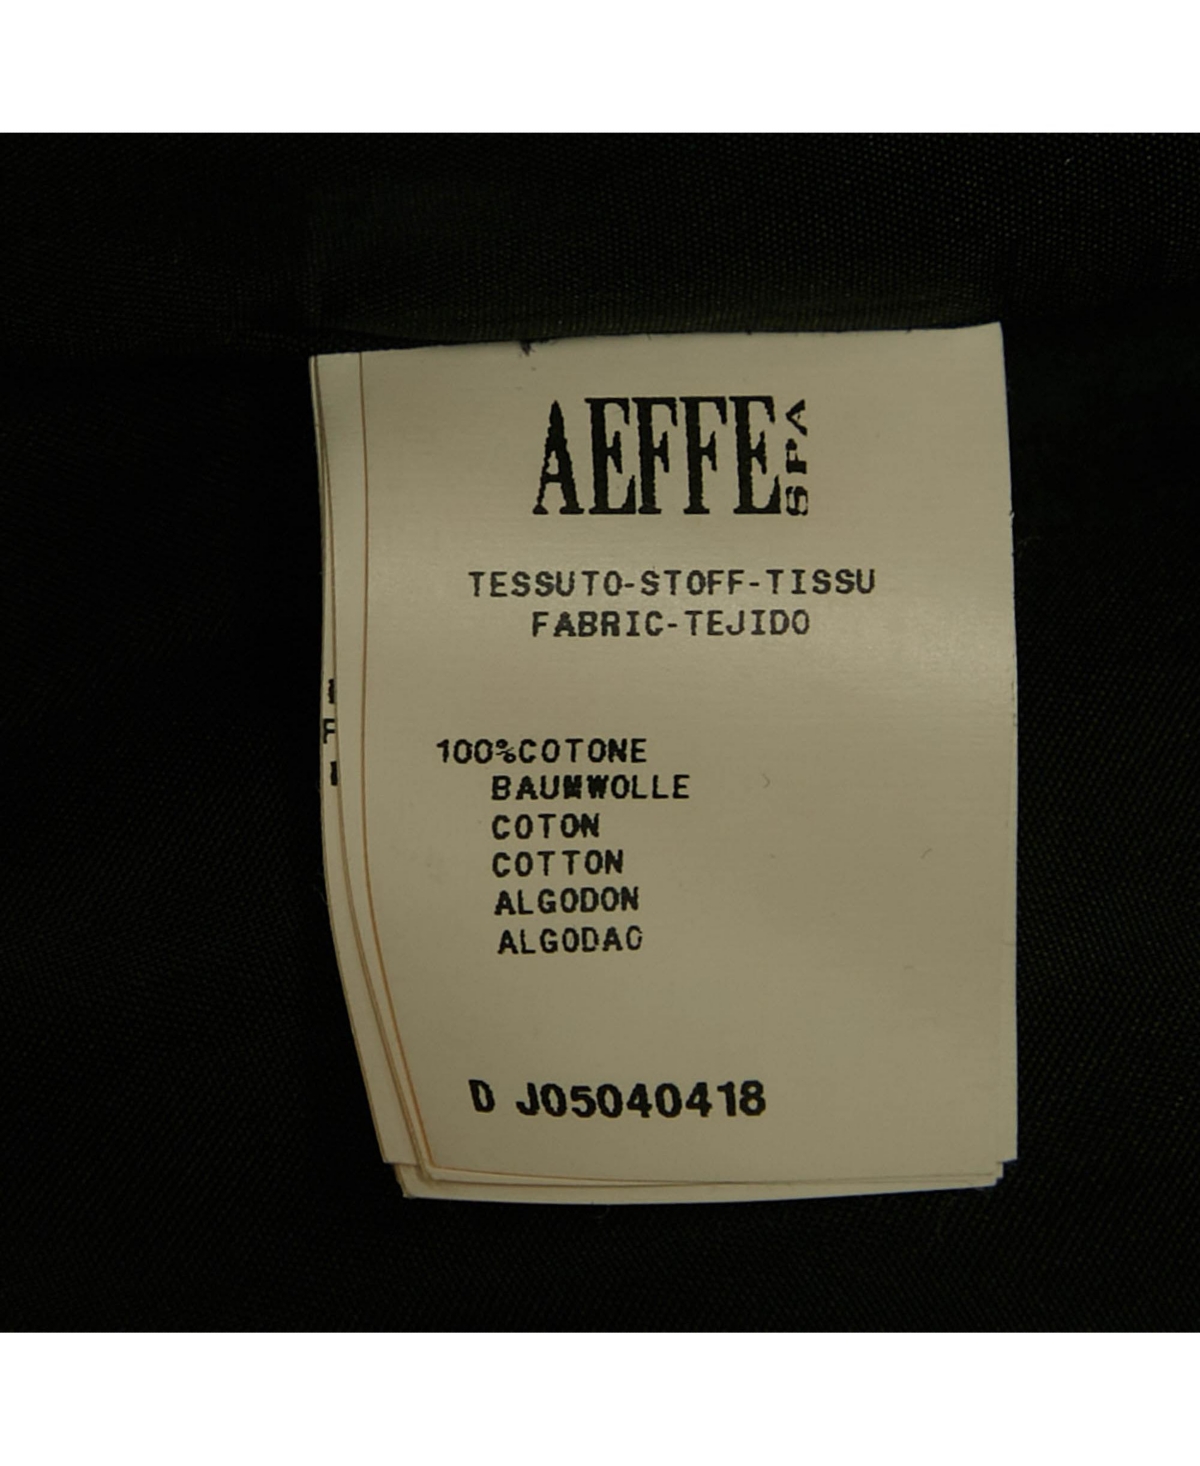 AEFFE SPA
TESSUTO-STOFF-TISSU
FABRIC-TEJIDO
100%COTONE
BAUMWOLLE
COTON
COTTON
ALGODON
ALGODAO
D J05040418